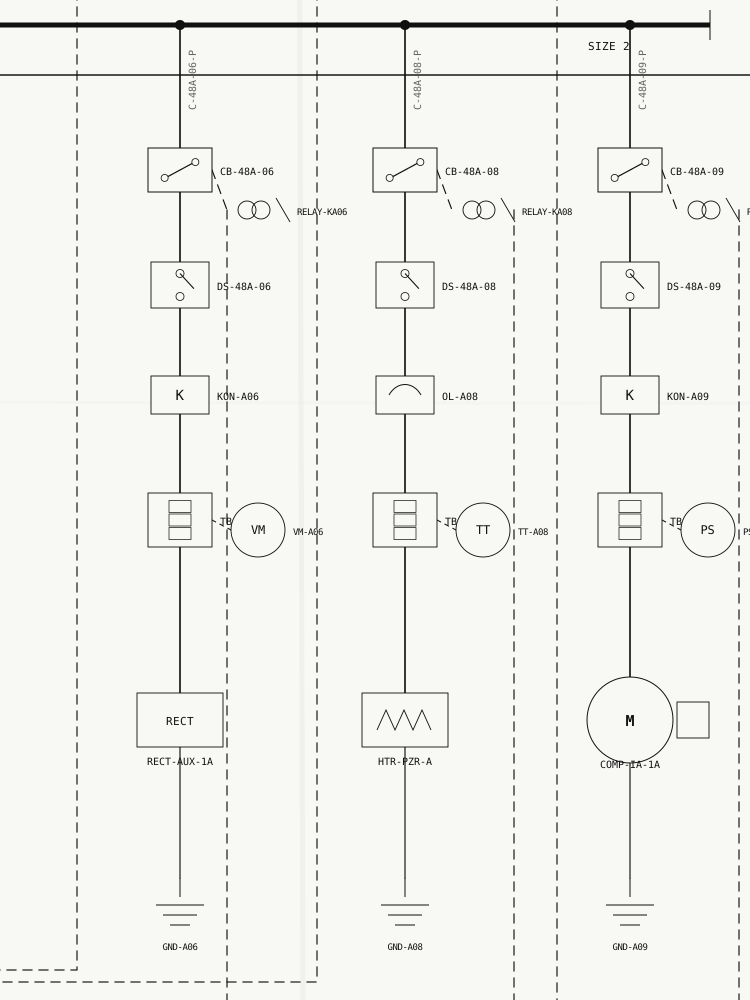 SIZE 2
C-48A-06-P
C-48A-08-P
C-48A-09-P
CB-48A-06
CB-48A-08
CB-48A-09
RELAY-KA06
RELAY-KA08
DS-48A-06
DS-48A-08
DS-48A-09
K
KON-A06
OL-A08
K
KON-A09
TB
VM
VM-A06
TB
TT
TT-A08
TB
PS
RECT
M
RECT-AUX-1A
HTR-PZR-A
COMP-IA-1A
GND-A06
GND-A08
GND-A09